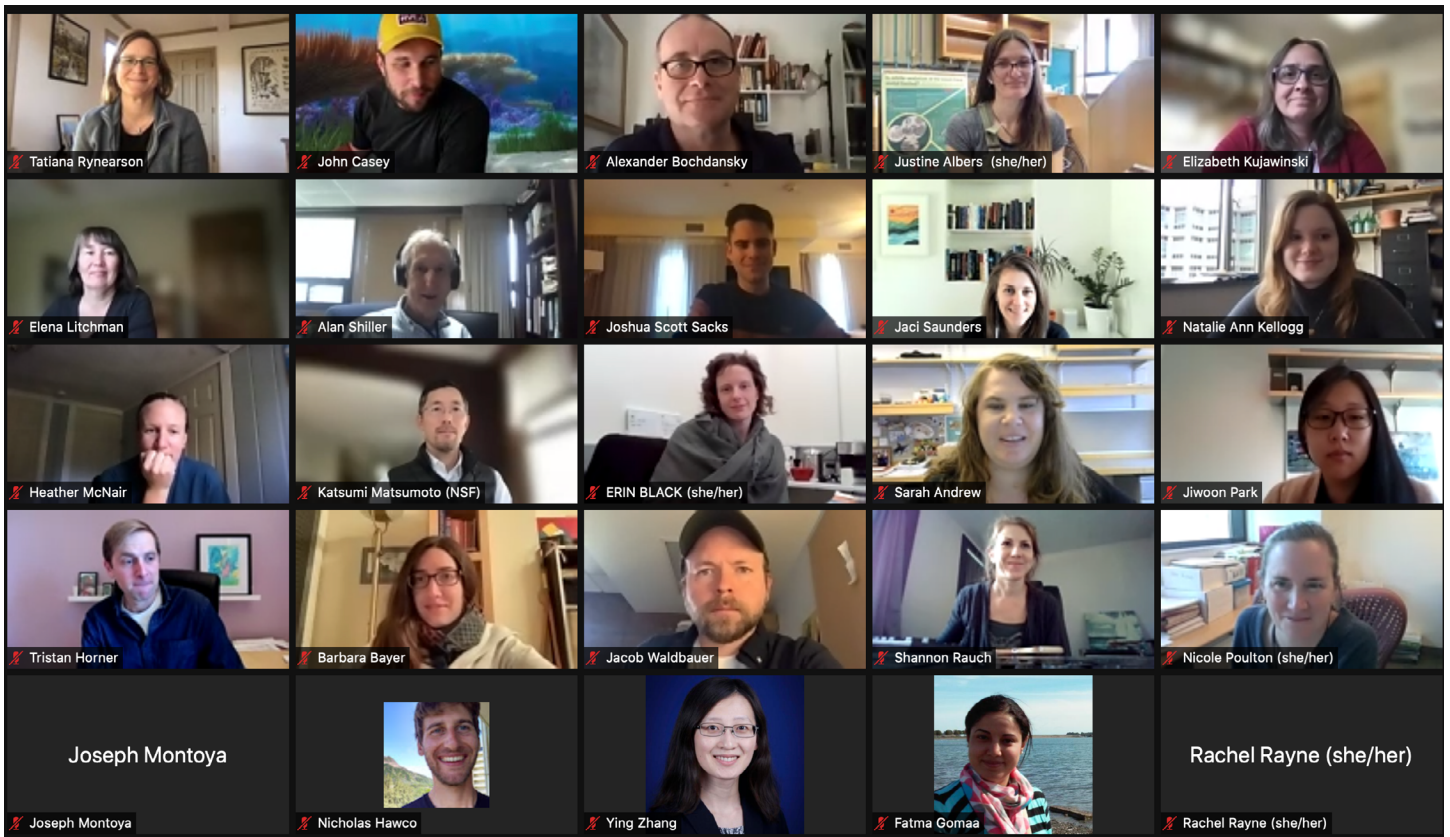 Tatiana Rynearson
John Casey
Alexander Bochdansky
Justine Albers (she/her)
Elizabeth Kujawinski
Elena Litchman
Alan Shiller
Joshua Scott Sacks
Jaci Saunders
Natalie Ann Kellogg
Heather McNair
Katsumi Matsumoto (NSF)
ERIN BLACK (she/her)
Sarah Andrew
Jiwoon Park
Tristan Horner
Barbara Bayer
Jacob Waldbauer
Shannon Rauch
Nicole Poulton (she/her)
Joseph Montoya
Joseph Montoya
Nicholas Hawco
Ying Zhang
Fatma Gomaa
Rachel Rayne (she/her)
Rachel Rayne (she/her)